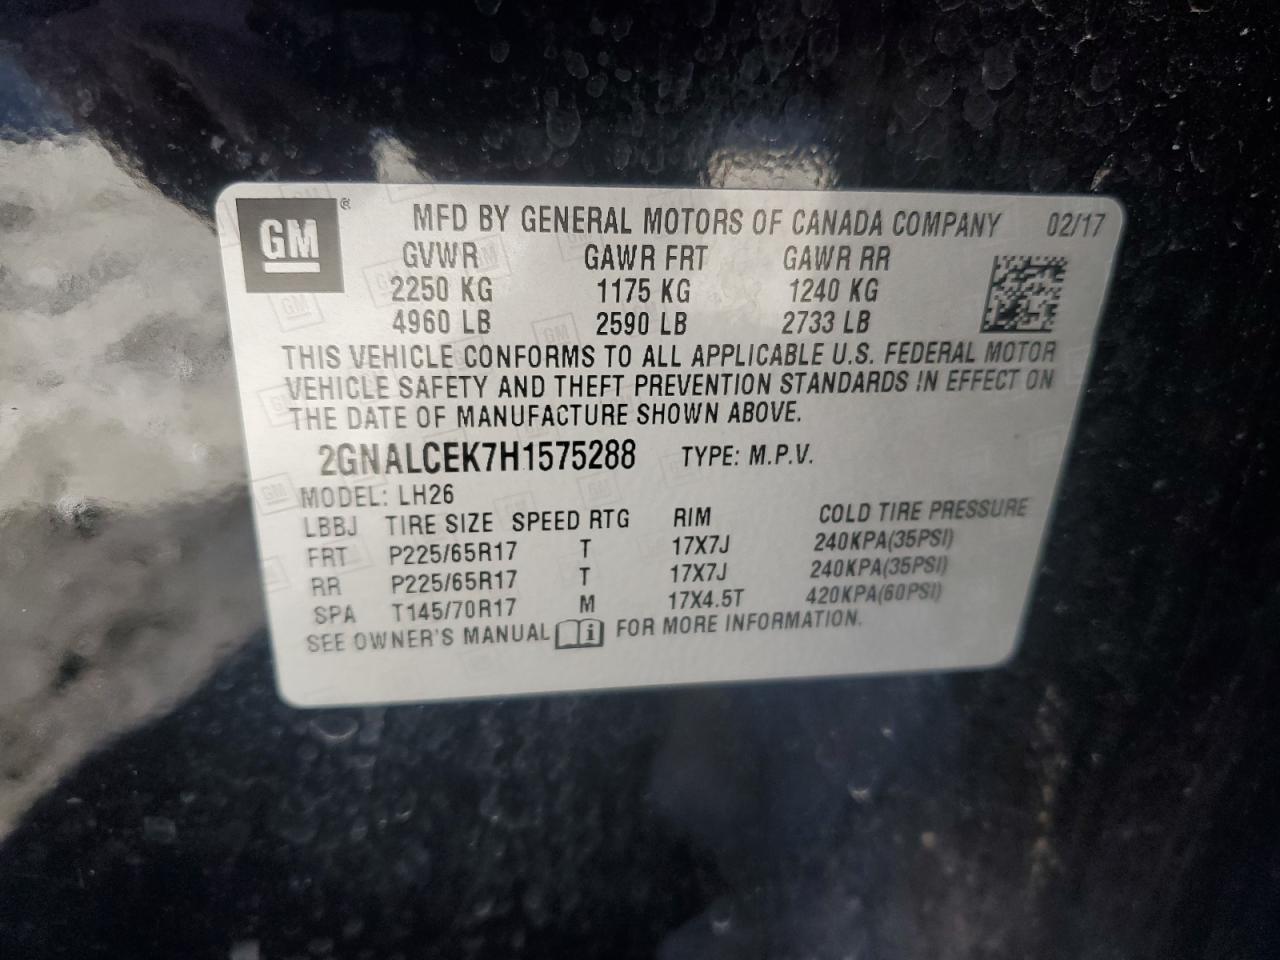 GM ® MFD BY GENERAL MOTORS OF CANADA COMPANY 02/17
GVWR GAWR FRT GAWR RR
2250 KG 1175 KG 1240 KG
4960 LB 2590 LB 2733 LB
THIS VEHICLE CONFORMS TO ALL APPLICABLE U.S. FEDERAL MOTOR
VEHICLE SAFETY AND THEFT PREVENTION STANDARDS IN EFFECT ON
THE DATE OF MANUFACTURE SHOWN ABOVE.
2GNALCEK7H1575288 TYPE: M.P.V.
MODEL: LH26
LBBJ TIRE SIZE SPEED RTG RIM COLD TIRE PRESSURE
FRT P225/65R17 T 17X7J 240KPA(35PSI)
RR P225/65R17 T 17X7J 240KPA(35PSI)
SPA T145/70R17 M 17X4.5T 420KPA(60PSI)
SEE OWNER'S MANUAL i FOR MORE INFORMATION.